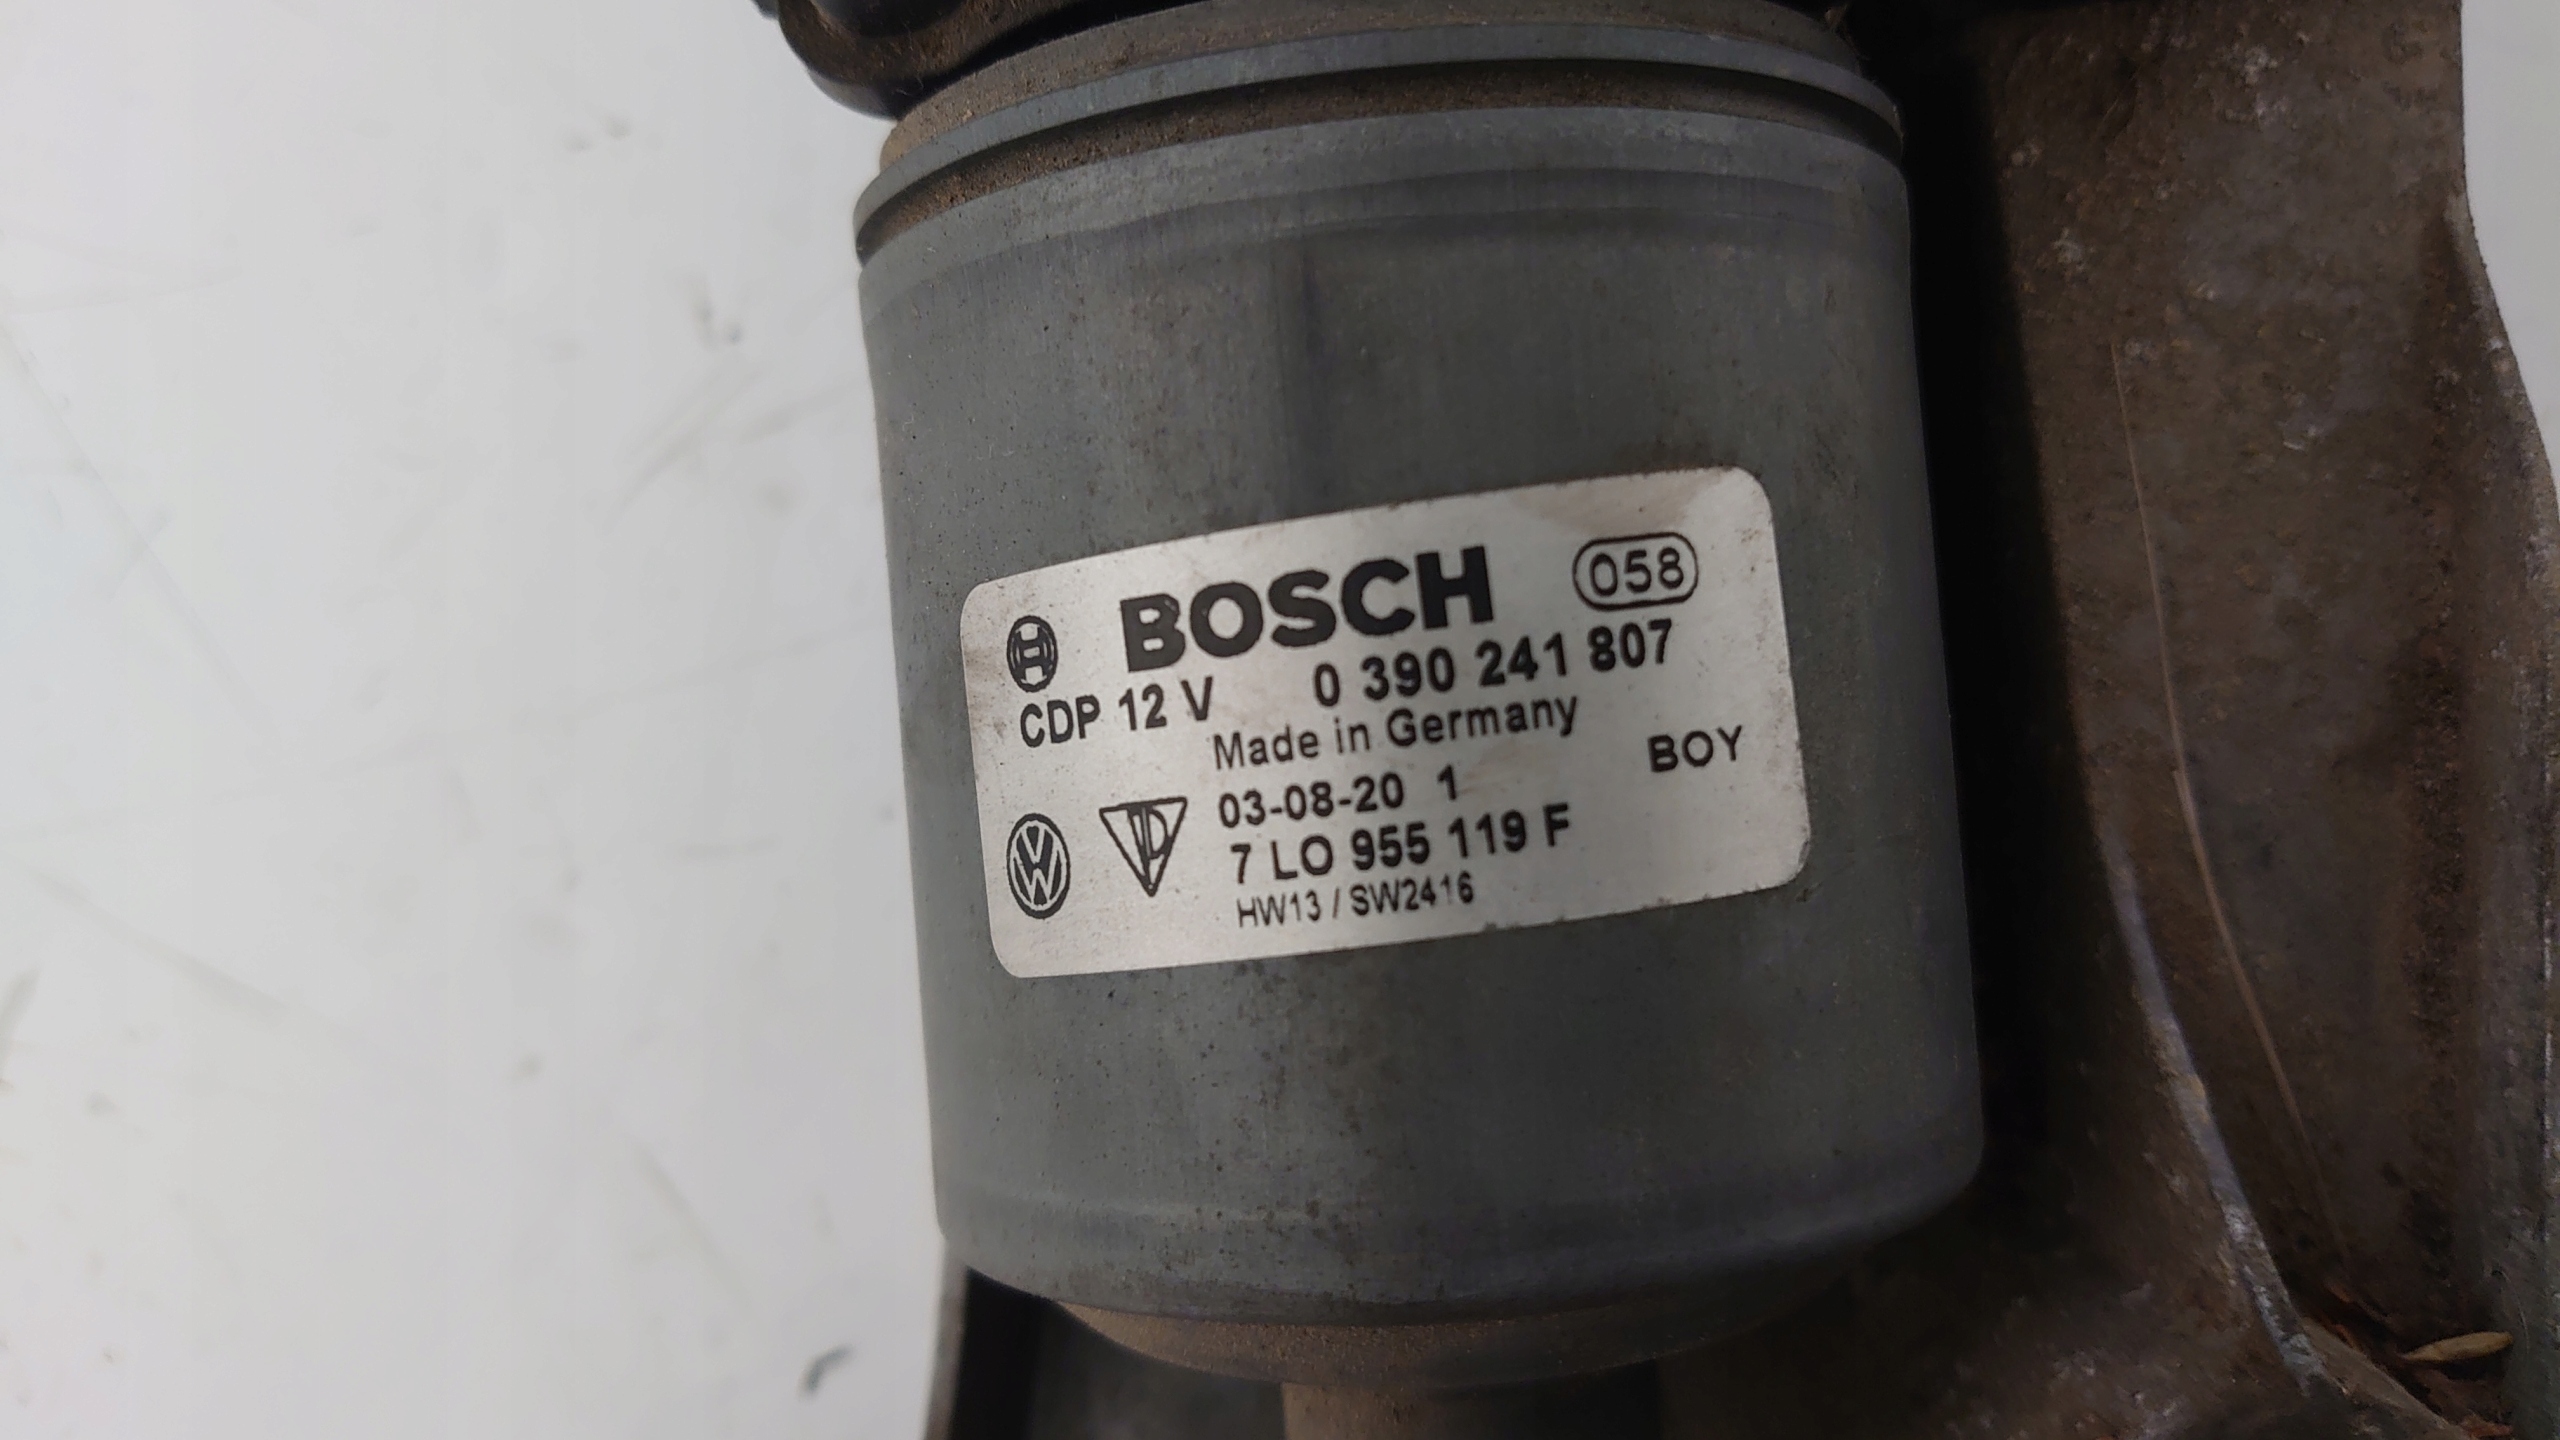 BOSCH 058
CDP 12 V 0 390 241 807
Made in Germany
BOY
03-08-20 1
7 LO 955 119 F
HW13 / SW2416